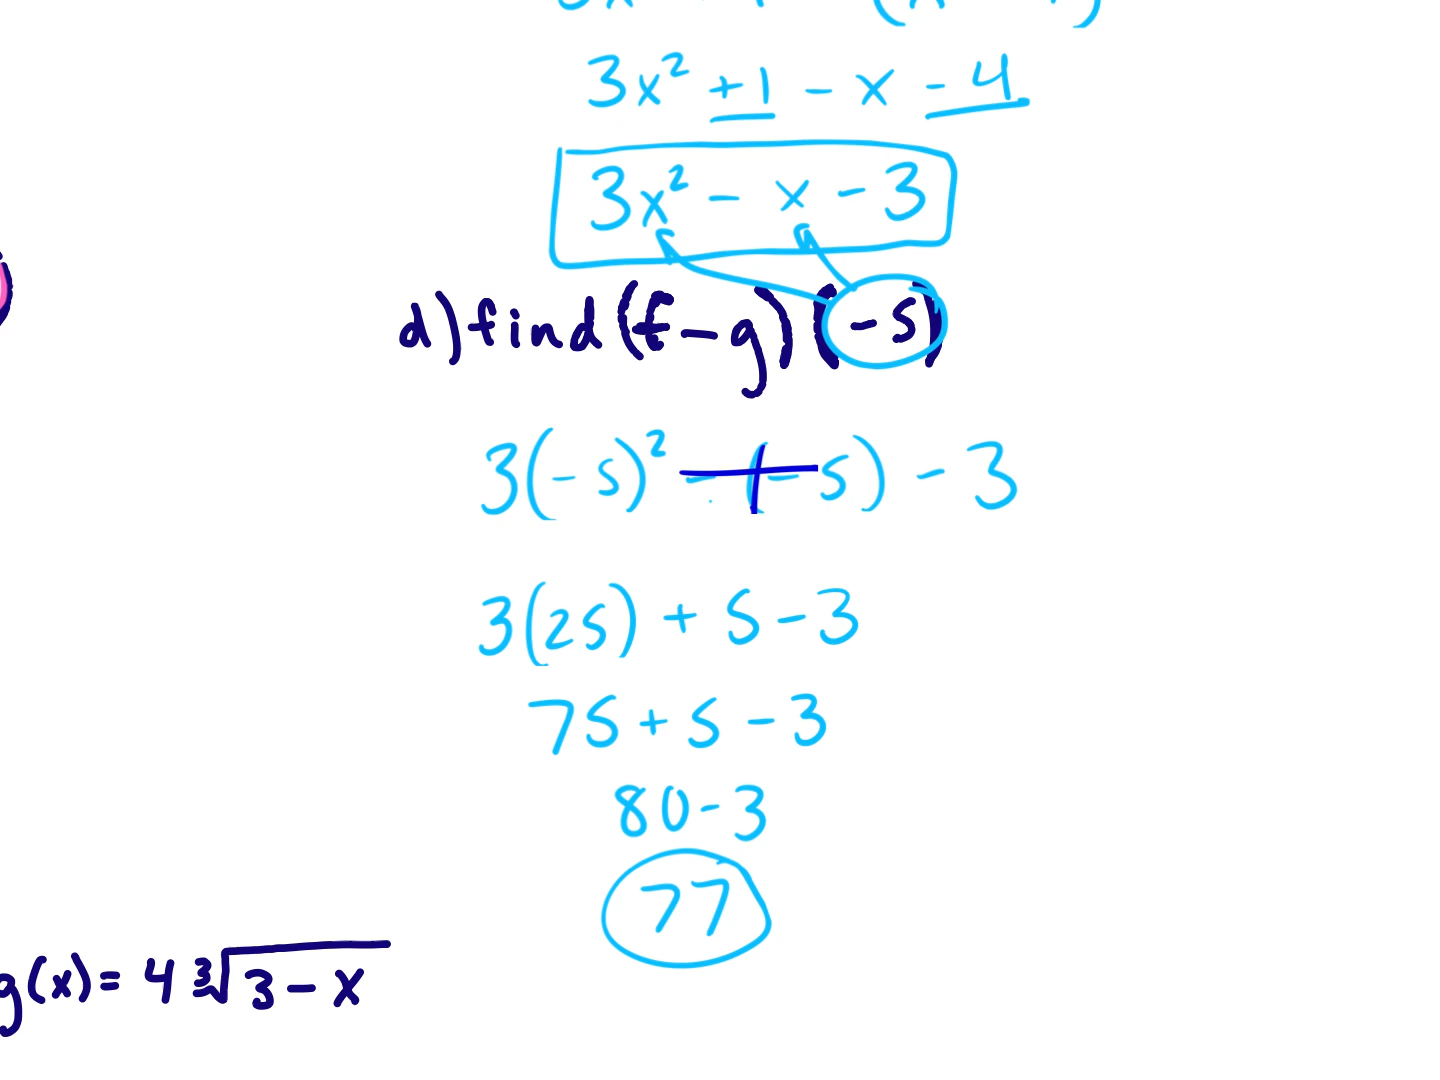 3x² +1 - x - 4
3x² - x - 3
d) find (f-g)(-5)
3(-5)² - (-5) - 3
3(25) + 5 - 3
75 + 5 - 3
80 - 3
77
g(x) = 4 ∛(3 - x)